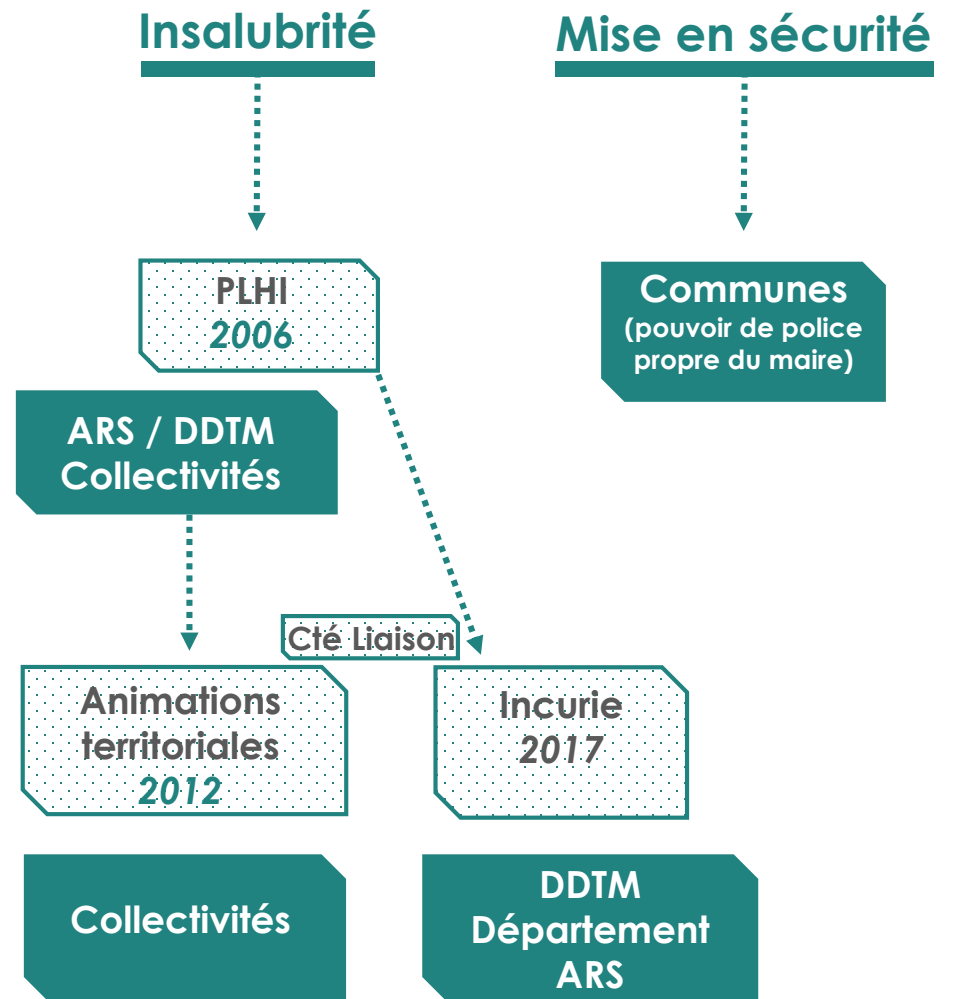 Insalubrité
Mise en sécurité
PLHI
2006
Communes
(pouvoir de police
propre du maire)
ARS / DDTM
Collectivités
Cté Liaison
Animations
territoriales
2012
Incurie
2017
Collectivités
DDTM
Département
ARS